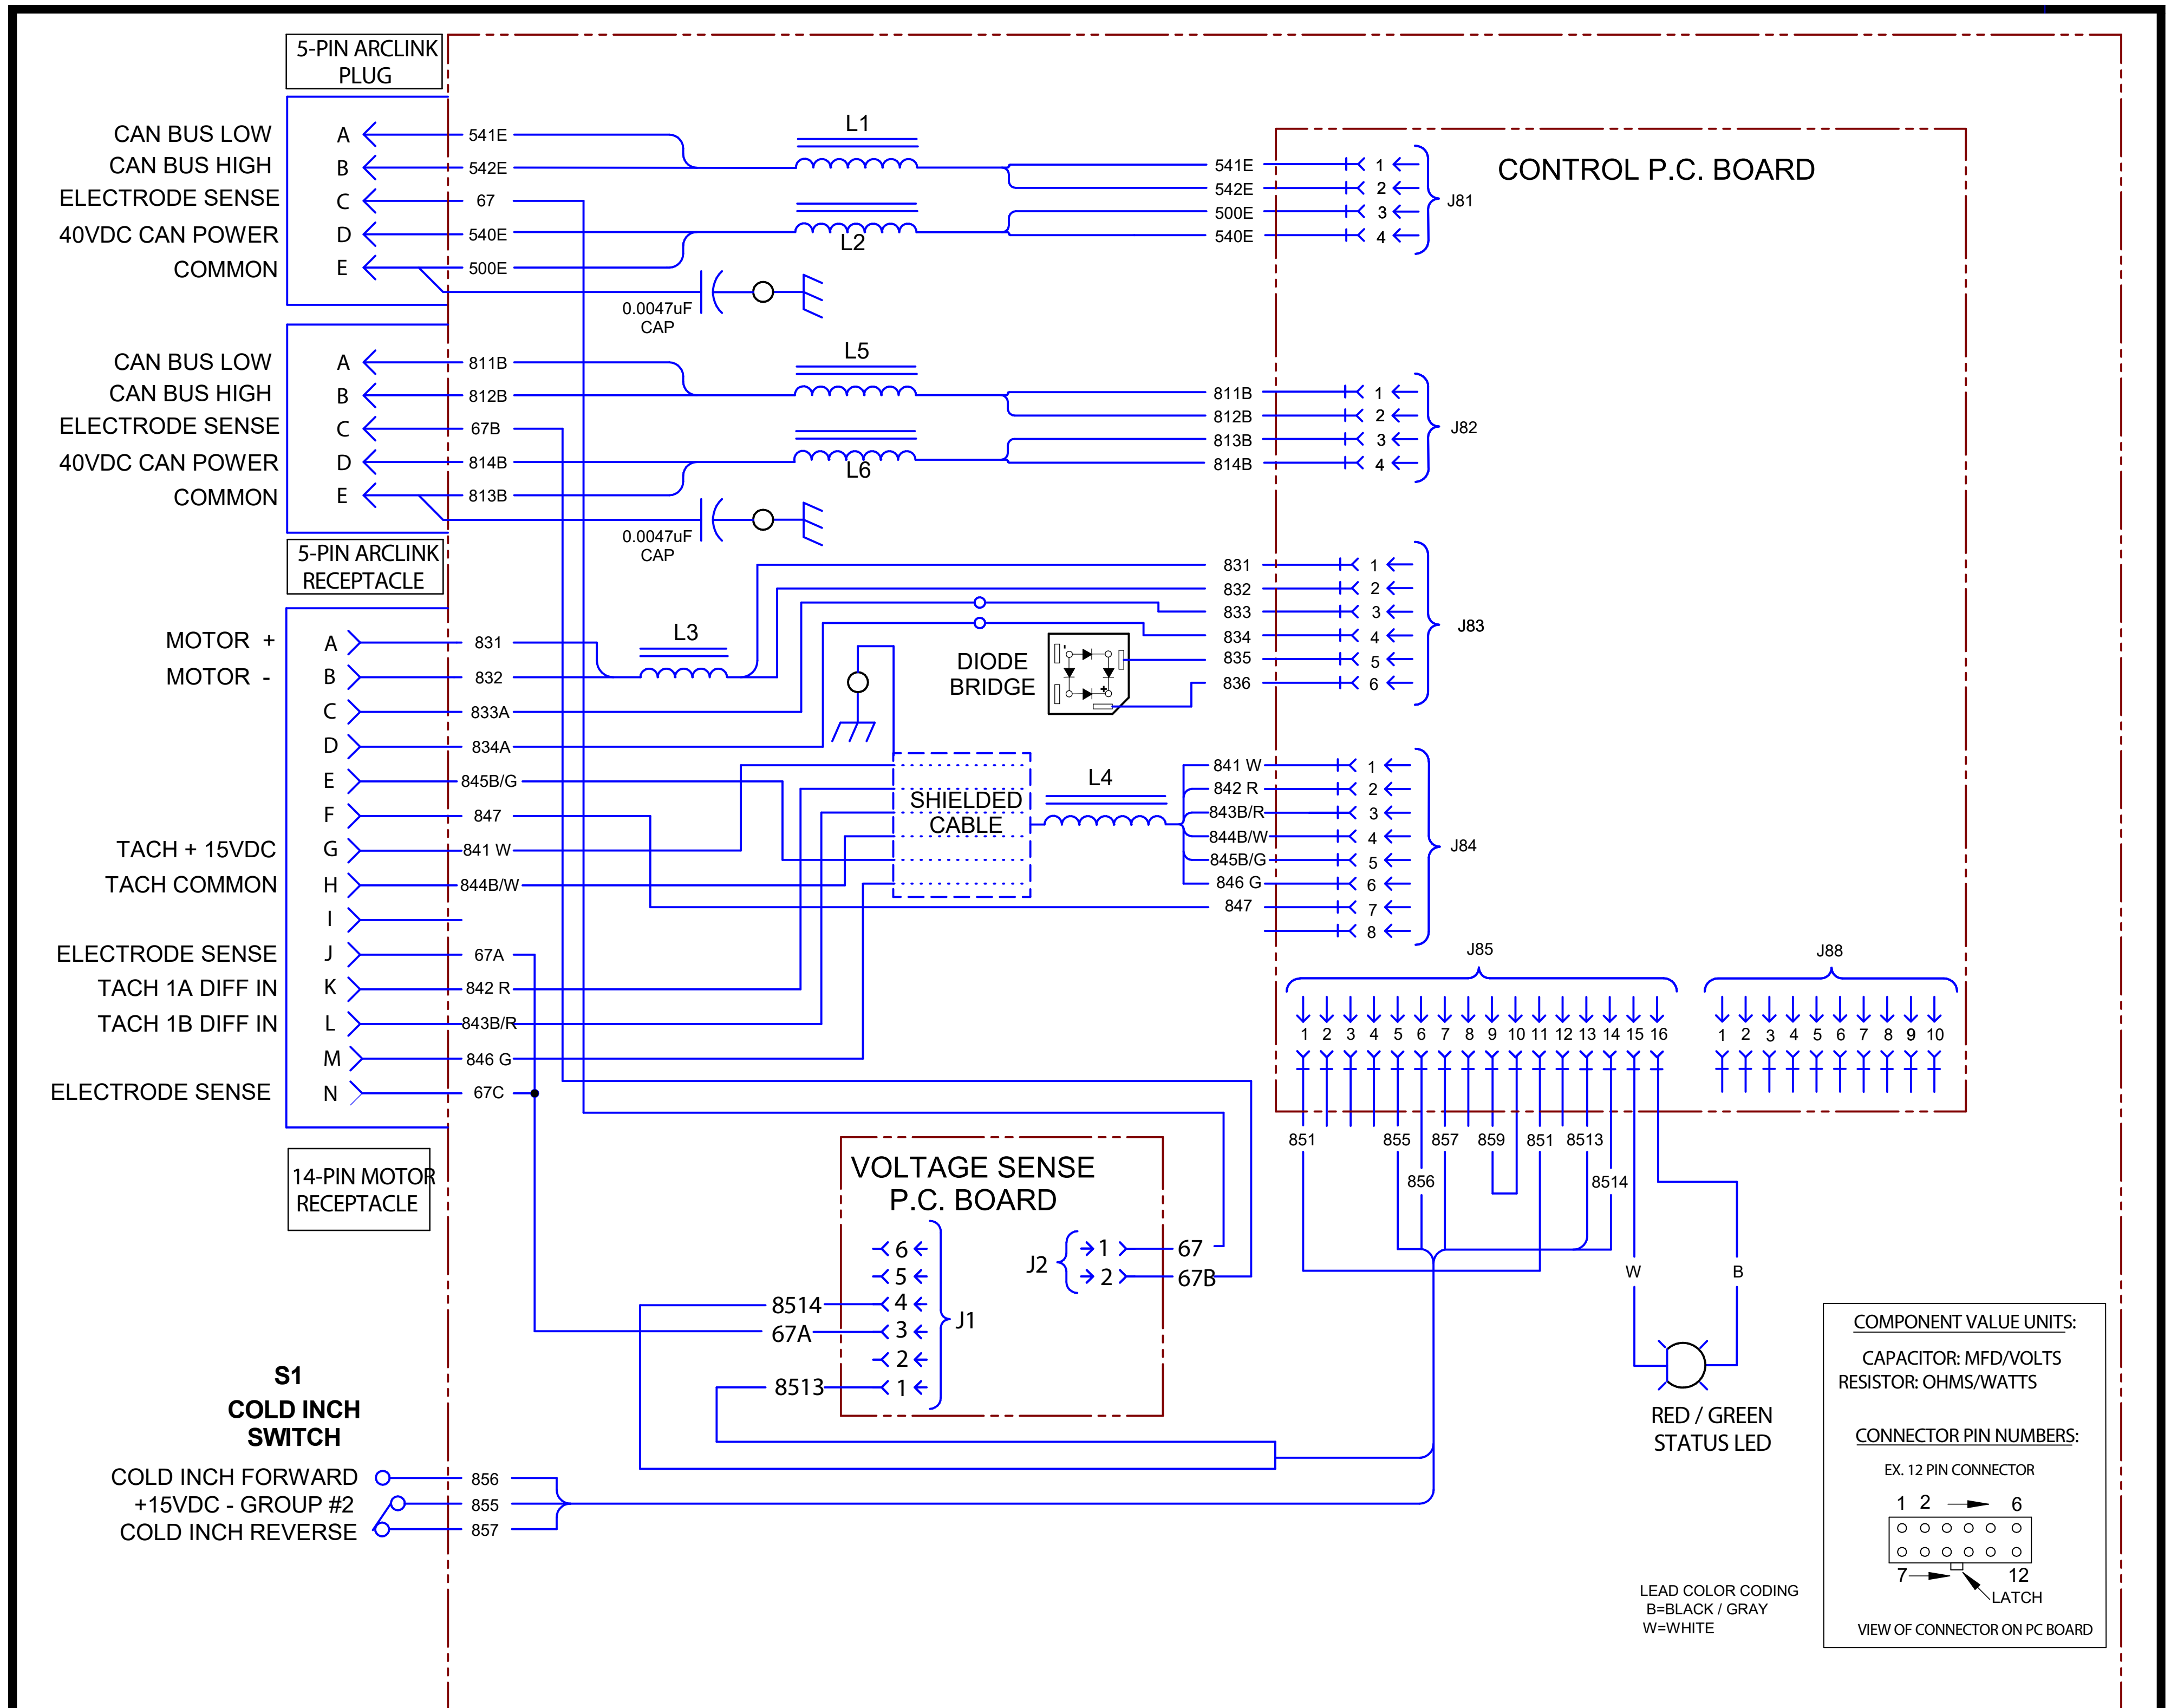 5-PIN ARCLINK
PLUG
CAN BUS LOW A 541E
CAN BUS HIGH B 542E
ELECTRODE SENSE C 67
40VDC CAN POWER D 540E
COMMON E 500E
L1
L2
0.0047uF
CAP
541E 1
542E 2
500E 3
540E 4
J81
CONTROL P.C. BOARD
CAN BUS LOW A 811B
CAN BUS HIGH B 812B
ELECTRODE SENSE C 67B
40VDC CAN POWER D 814B
COMMON E 813B
L5
L6
0.0047uF
CAP
811B 1
812B 2
813B 3
814B 4
J82
5-PIN ARCLINK
RECEPTACLE
MOTOR + A 831
MOTOR - B 832
C 833A
D 834A
E 845B/G
F 847
TACH + 15VDC G 841 W
TACH COMMON H 844B/W
I
ELECTRODE SENSE J 67A
TACH 1A DIFF IN K 842 R
TACH 1B DIFF IN L 843B/R
M 846 G
ELECTRODE SENSE N 67C
14-PIN MOTOR
RECEPTACLE
L3
DIODE
BRIDGE
-
+
831 1
832 2
833 3
834 4
835 5
836 6
J83
SHIELDED
CABLE
L4
841 W 1
842 R 2
843B/R 3
844B/W 4
845B/G 5
846 G 6
847 7
8
J84
J85
1 2 3 4 5 6 7 8 9 10 11 12 13 14 15 16
J88
1 2 3 4 5 6 7 8 9 10
851 855 857 859 851 8513
856 8514
W B
RED / GREEN
STATUS LED
VOLTAGE SENSE
P.C. BOARD
6
5
8514 4
67A 3
2
8513 1
J1
J2
1 67
2 67B
S1
COLD INCH
SWITCH
COLD INCH FORWARD 856
+15VDC - GROUP #2 855
COLD INCH REVERSE 857
COMPONENT VALUE UNITS:
CAPACITOR: MFD/VOLTS
RESISTOR: OHMS/WATTS
CONNECTOR PIN NUMBERS:
EX. 12 PIN CONNECTOR
1 2 6
7 12
LATCH
VIEW OF CONNECTOR ON PC BOARD
LEAD COLOR CODING
B=BLACK / GRAY
W=WHITE